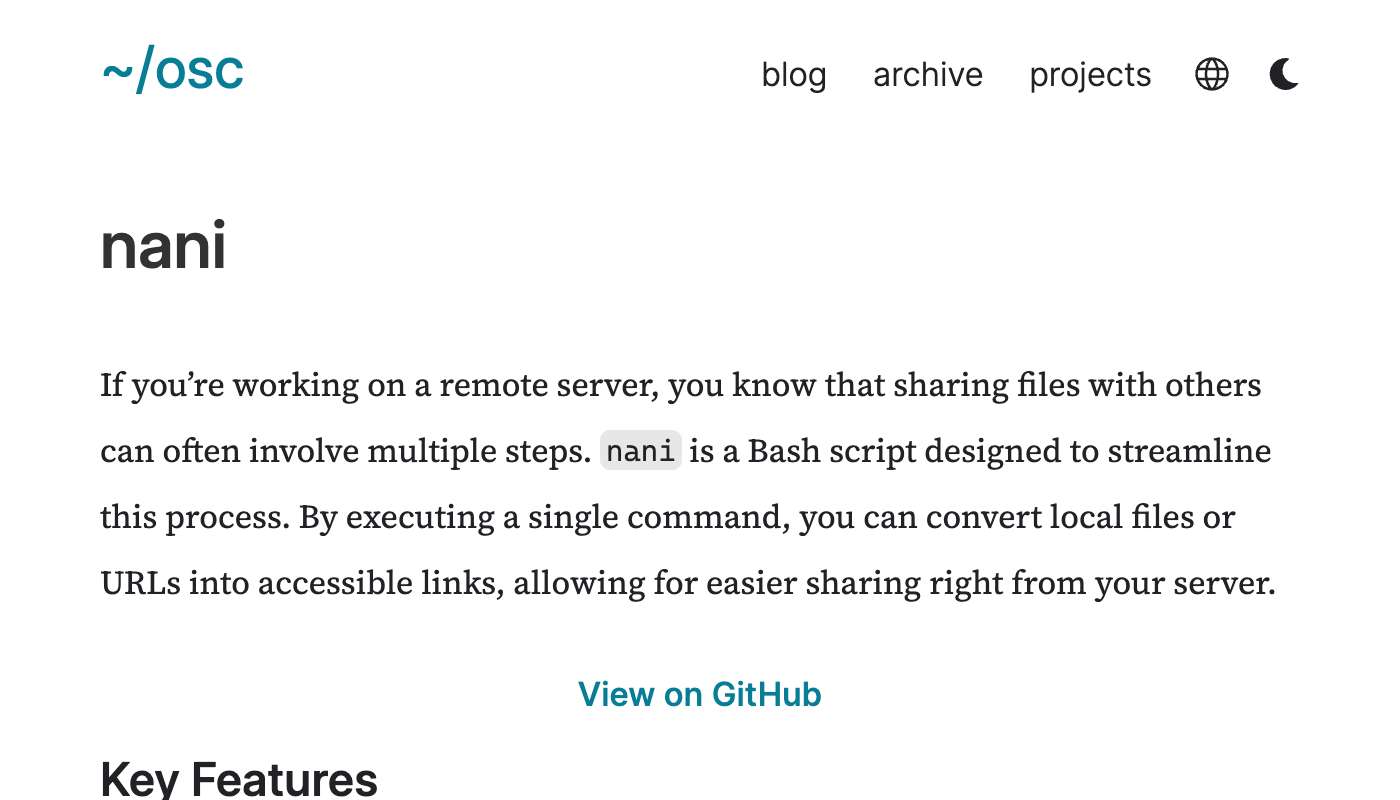 ~/osc
blog archive projects
nani
If you’re working on a remote server, you know that sharing files with others
can often involve multiple steps. nani is a Bash script designed to streamline
this process. By executing a single command, you can convert local files or
URLs into accessible links, allowing for easier sharing right from your server.
View on GitHub
Key Features